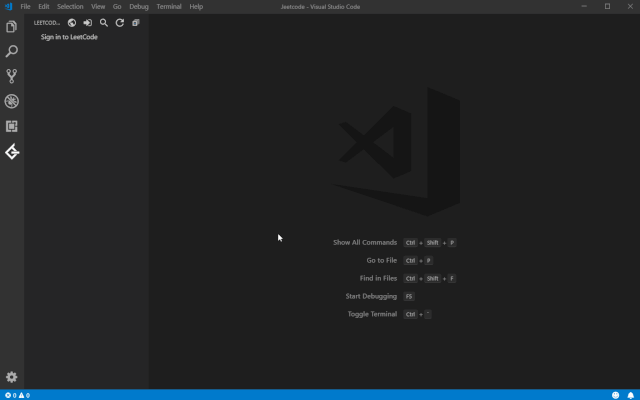 File Edit Selection View Go Debug Terminal Help
Jeetcode - Visual Studio Code
LEETCOD...
Sign in to LeetCode
Show All Commands Ctrl + Shift + P
Go to File Ctrl + P
Find in Files Ctrl + Shift + F
Start Debugging F5
Toggle Terminal Ctrl + `
0 0